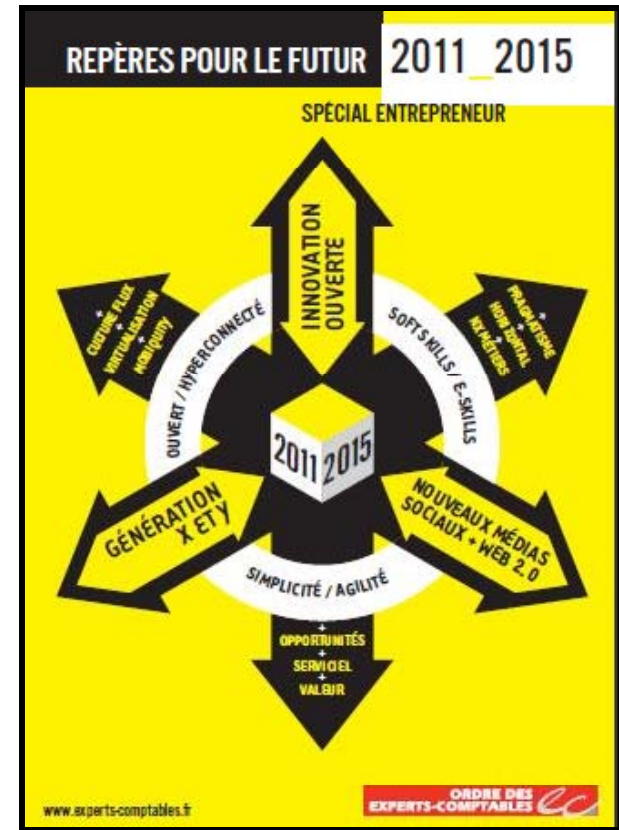 REPÈRES POUR LE FUTUR 2011_2015
SPÉCIAL ENTREPRENEUR
INNOVATION
OUVERTE
+
CULTURE FLUX
+
VIRTUALISATION
+
MOBIQUITY
OUVERT / HYPERCONNECTÉ
SOFTSKILLS / E-SKILLS
+
PRAGMATISME
+
HORIZONTAL
+
NX MÉTIERS
2011 2015
GÉNÉRATION
X ET Y
NOUVEAUX MÉDIAS
SOCIAUX + WEB 2.0
SIMPLICITÉ / AGILITÉ
+
OPPORTUNITÉS
+
SERVICIEL
+
VALEUR
www.experts-comptables.fr
ORDRE DES
EXPERTS-COMPTABLES ec